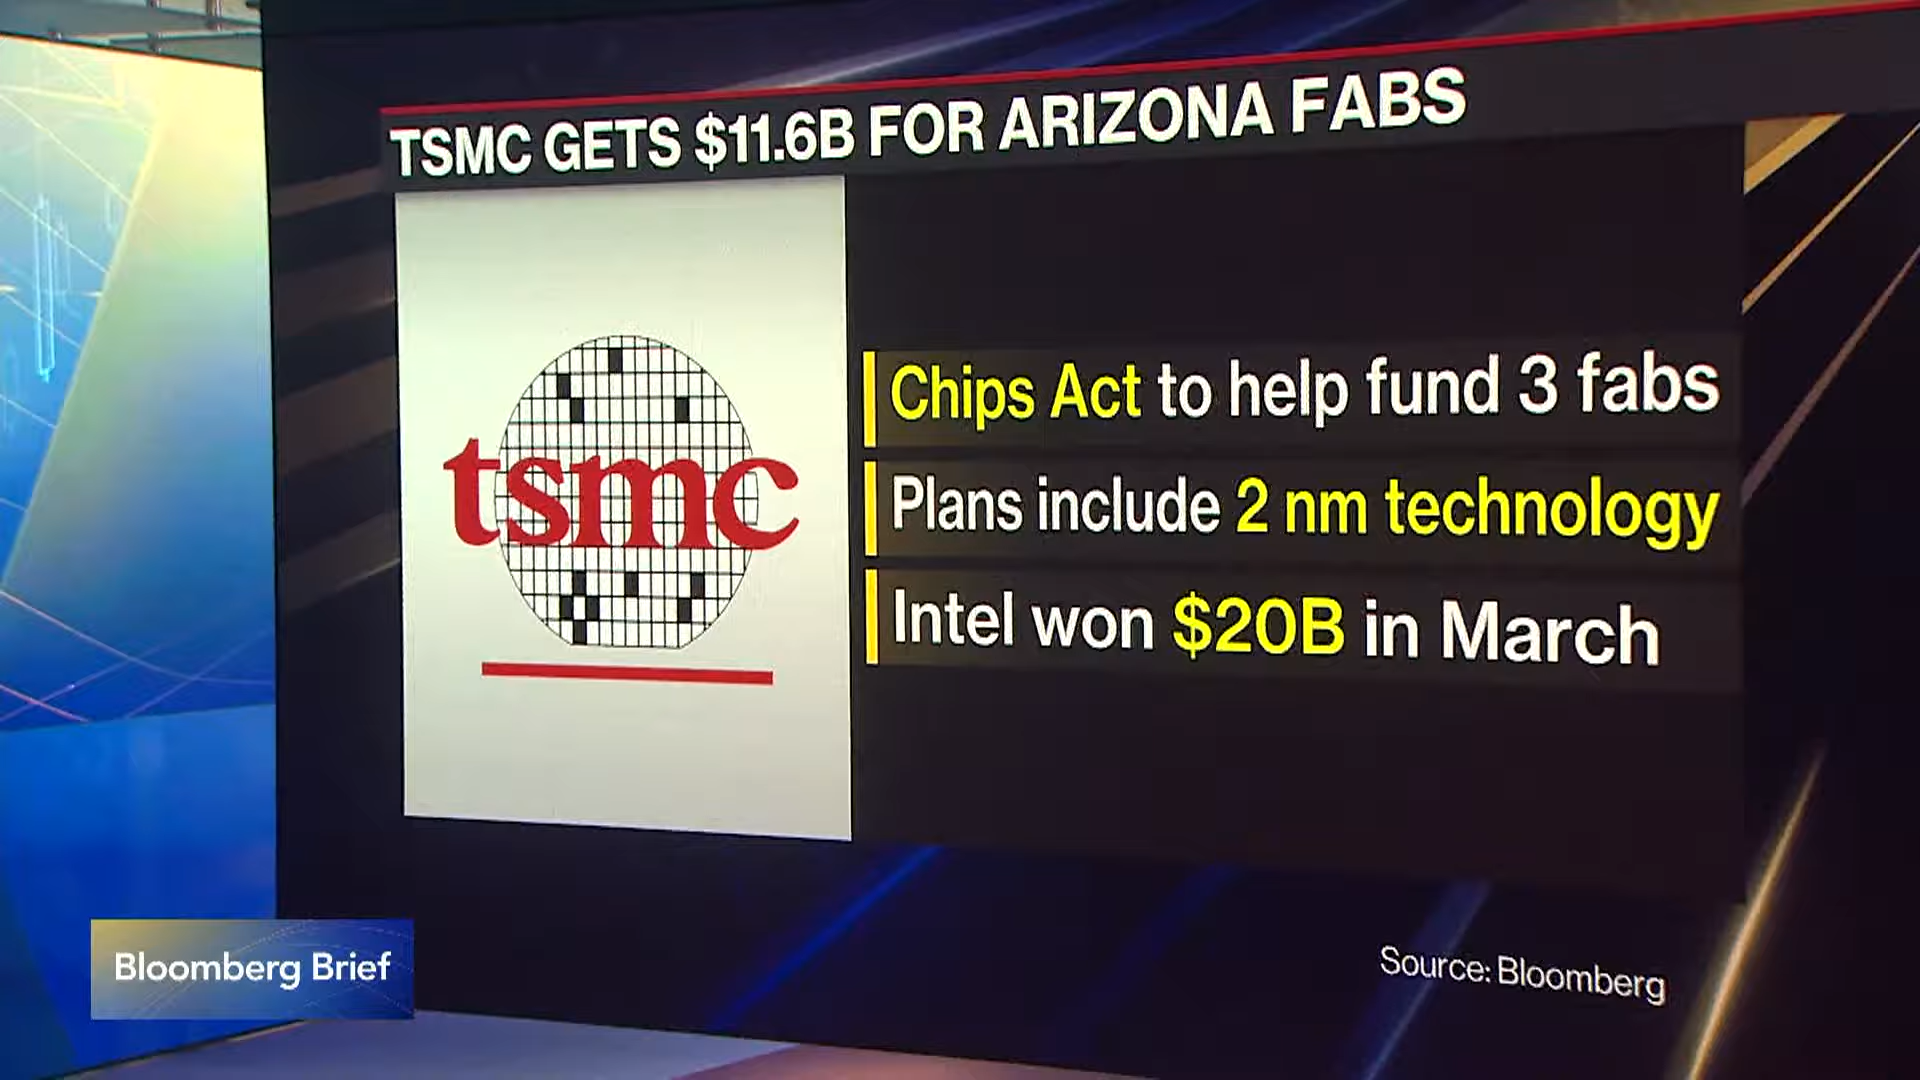 TSMC GETS $11.6B FOR ARIZONA FABS
tsmc
Chips Act to help fund 3 fabs
Plans include 2 nm technology
Intel won $20B in March
Source: Bloomberg
Bloomberg Brief